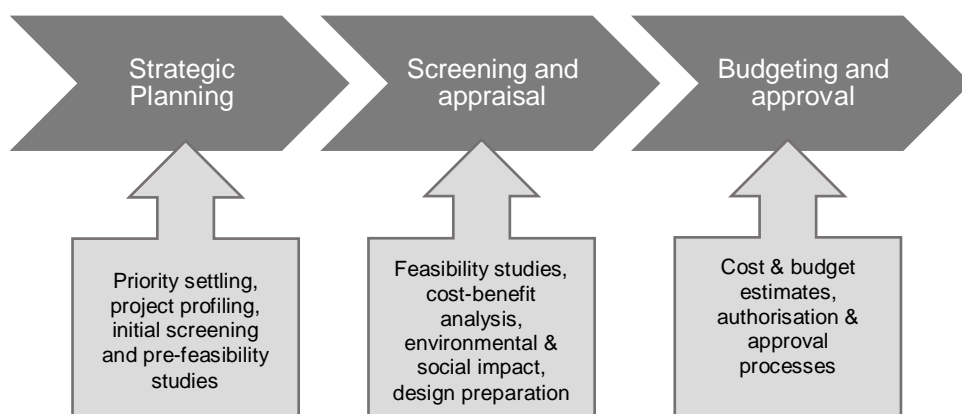 Strategic
Planning
Screening and
appraisal
Budgeting and
approval
Priority settling,
project profiling,
initial screening
and pre-feasibility
studies
Feasibility studies,
cost-benefit
analysis,
environmental &
social impact,
design preparation
Cost & budget
estimates,
authorisation &
approval
processes